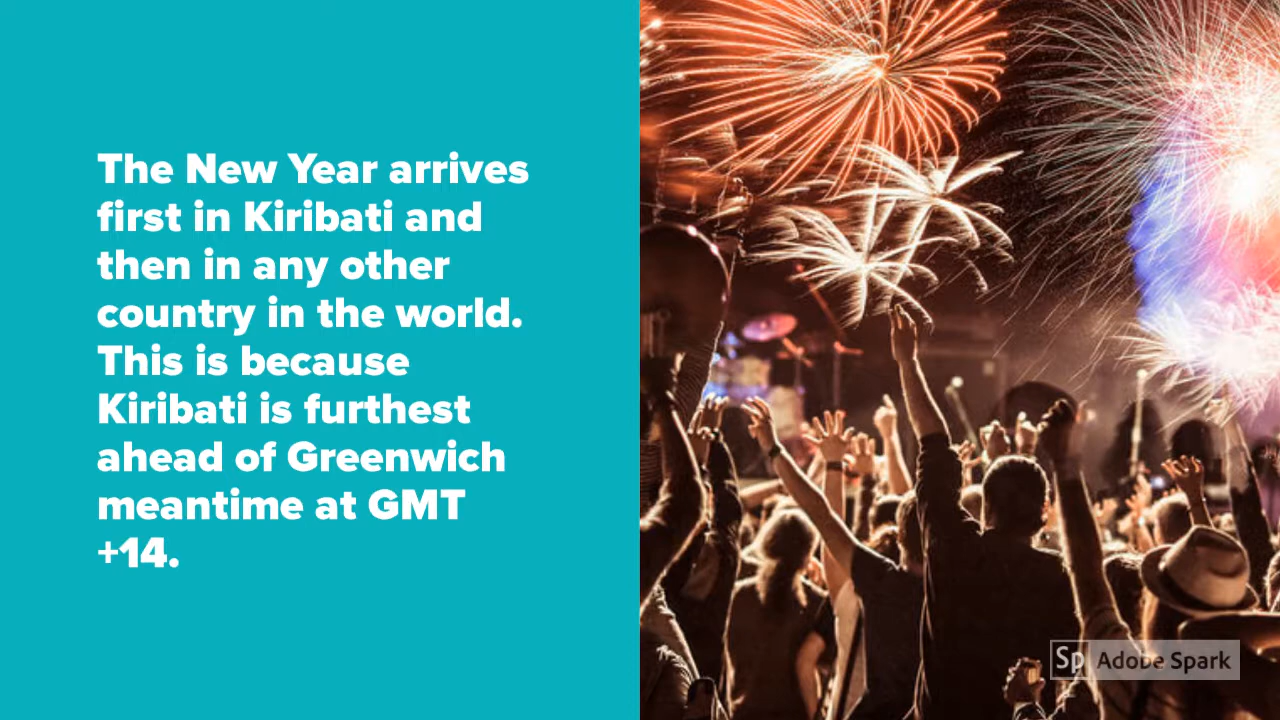 The New Year arrives
first in Kiribati and
then in any other
country in the world.
This is because
Kiribati is furthest
ahead of Greenwich
meantime at GMT
+14.
Sp Adobe Spark